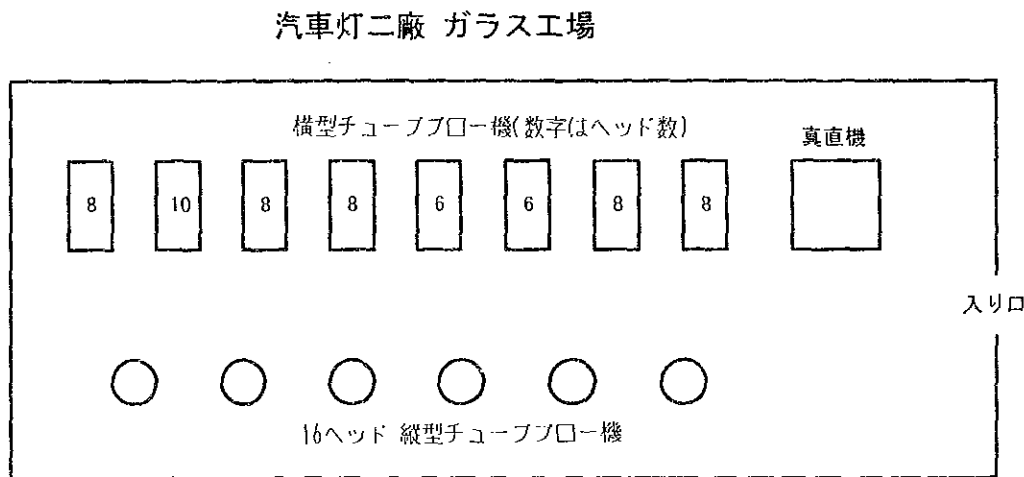 汽車灯二廠 ガラス工場
横型チューブブロー機(数字はヘッド数)
真直機
8 10 8 8 6 6 8 8
入り口
16ヘッド 縦型チューブブロー機